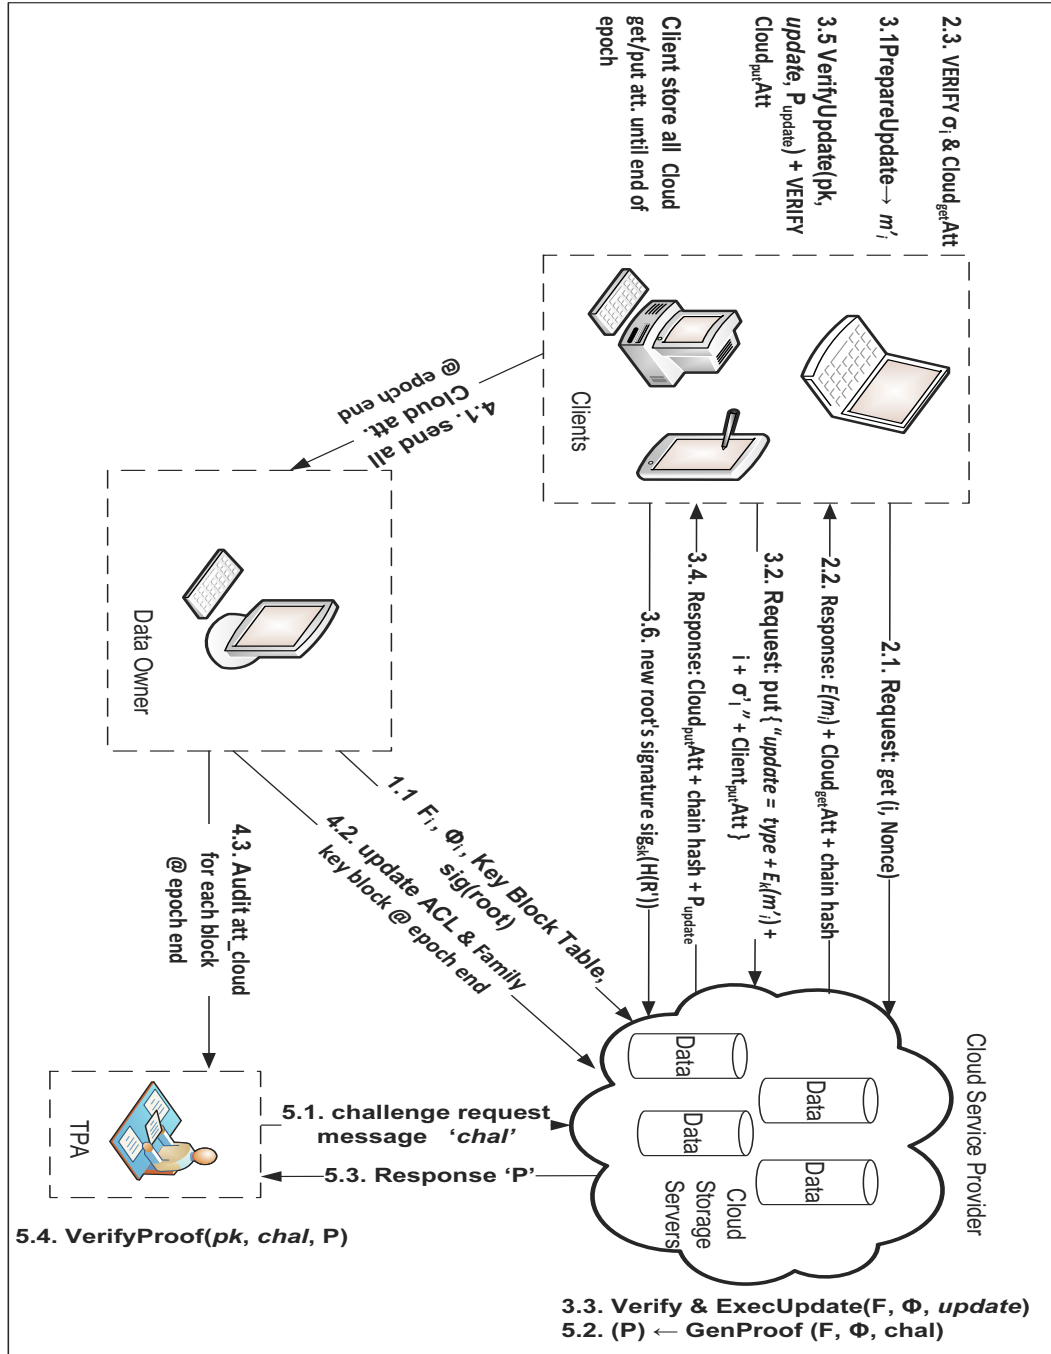 2.3. VERIFY σi & CloudgetAtt
3.1PrepareUpdate→ m'i
3.5 VerifyUpdate(pk,
update, Pupdate) + VERIFY
CloudputAtt
Client store all Cloud
get/put att. until end of
epoch
Clients
4.1. send all
Cloud att.
@ epoch end
Data Owner
2.1. Request: get (i, Nonce)
2.2. Response: E(mi) + CloudgetAtt + chain hash
3.2. Request: put { "update = type + Ek(m'i) +
i + σ'i " + ClientputAtt }
3.4. Response: CloudputAtt + chain hash + Pupdate
3.6. new root's signature sigsk(H(R'))
1.1 Fi , Φi , Key Block Table,
sig(root)
4.2. update ACL & Family
key block @ epoch end
4.3. Audit att_cloud
for each block
@ epoch end
Cloud Service Provider
Data
Data
Data
Data
Cloud
Storage
Servers
TPA
5.1. challenge request
message 'chal'
5.3. Response 'P'
5.4. VerifyProof(pk, chal, P)
3.3. Verify & ExecUpdate(F, Φ, update)
5.2. (P) ← GenProof (F, Φ, chal)